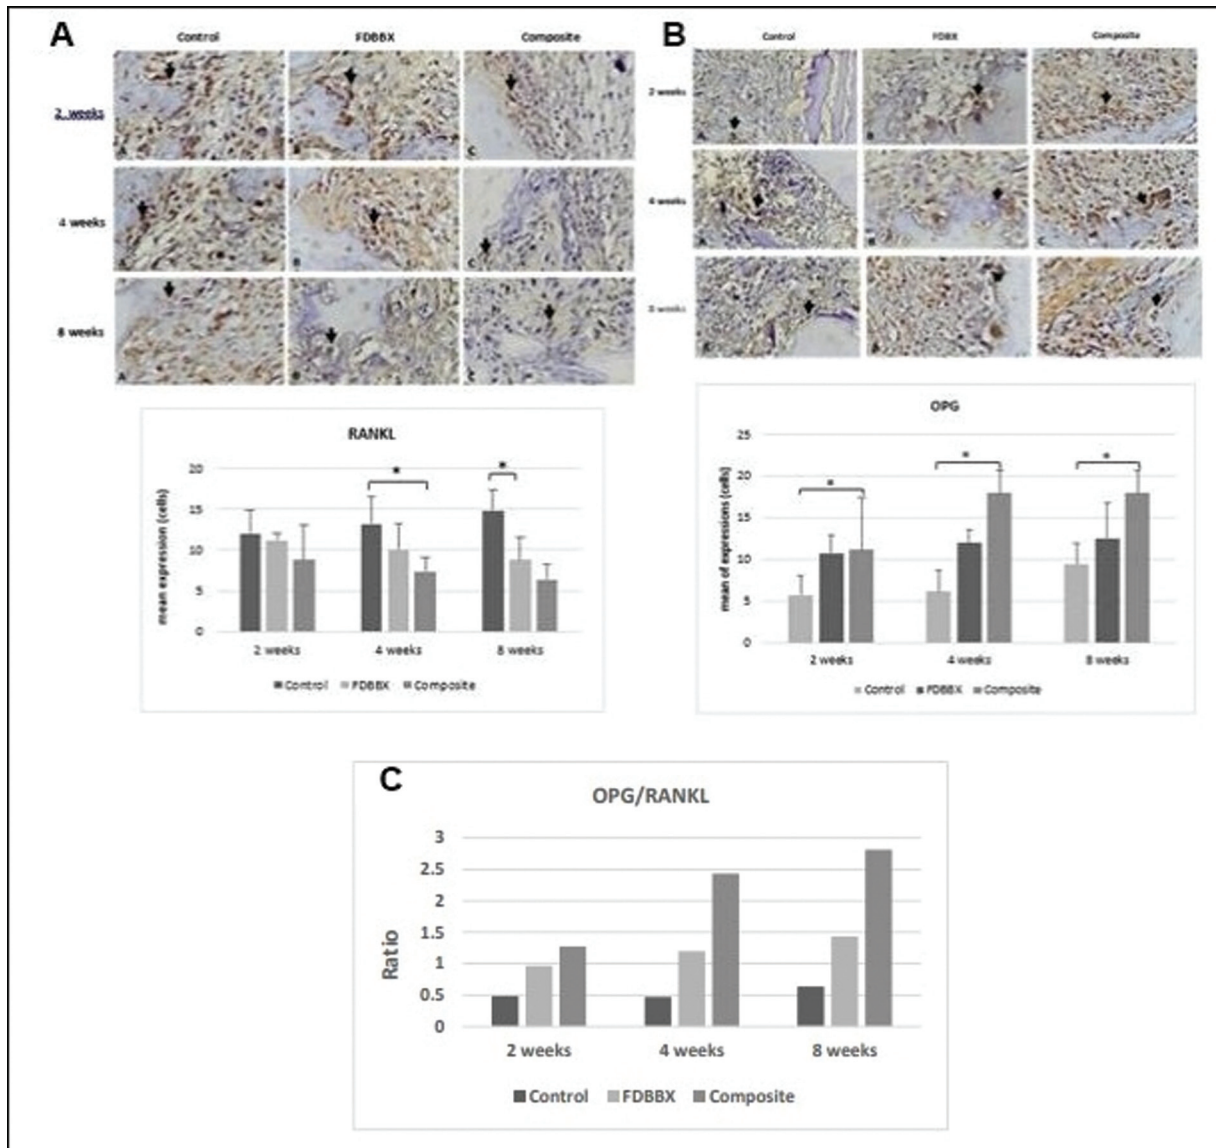 A
Control FDBBX Composite
2 weeks
4 weeks
8 weeks
A
C
A
B
C
A
B
C
RANKL
20
15
10
5
0
mean expression (cells)
*
*
2 weeks 4 weeks 8 weeks
Control FDBBX Composite
B
Control FDBX Composite
2 weeks
4 weeks
8 weeks
A
B
A
B
C
OPG
25
20
15
10
5
0
mean of expressions (cells)
*
*
*
2 weeks 4 weeks 8 weeks
Control FDBBX Composite
C
OPG/RANKL
3
2.5
2
1.5
1
0.5
0
Ratio
2 weeks 4 weeks 8 weeks
Control FDBBX Composite